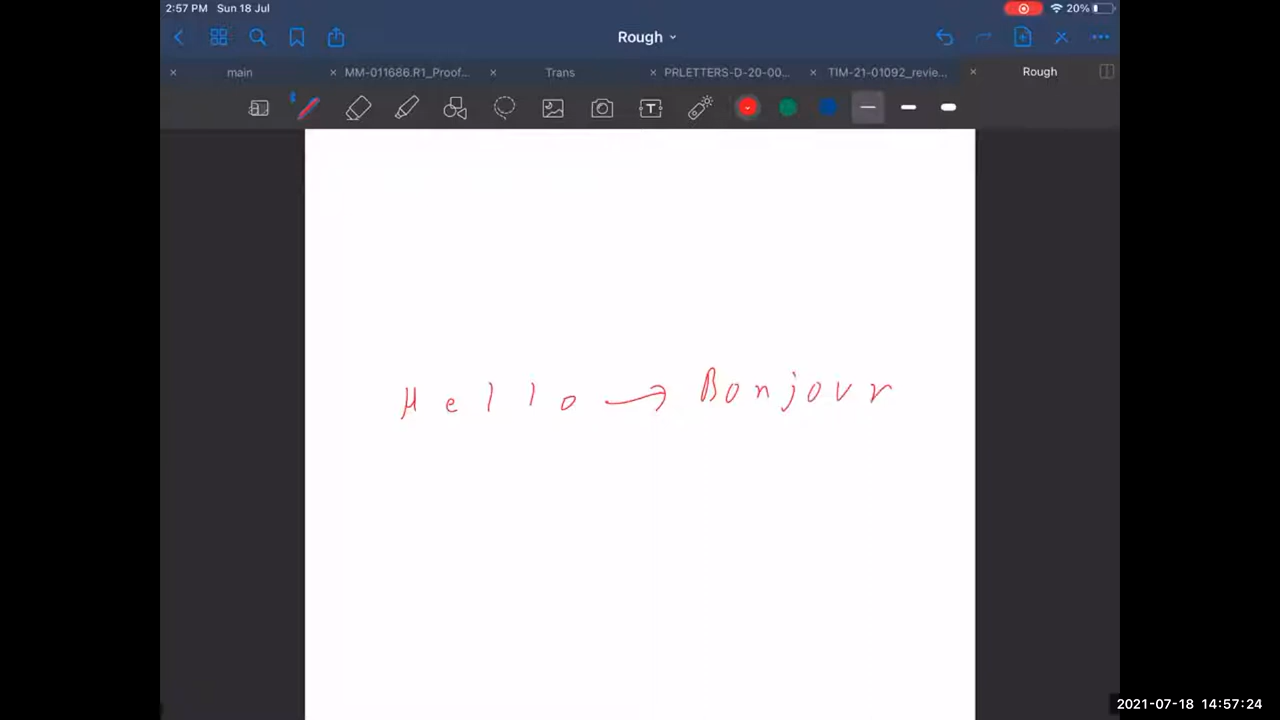 2:57 PM Sun 18 Jul
20%
Rough
main
MM-011686.R1_Proof...
Trans
PRLETTERS-D-20-00...
TIM-21-01092_revie...
Rough
T
Hello → Bonjour
2021-07-18 14:57:24